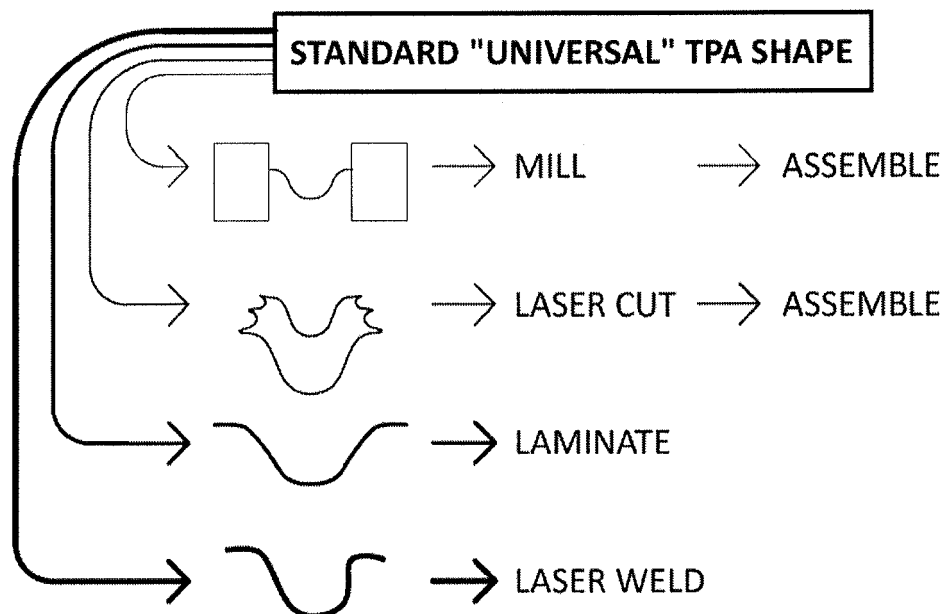 STANDARD "UNIVERSAL" TPA SHAPE
MILL ASSEMBLE
LASER CUT ASSEMBLE
LAMINATE
LASER WELD